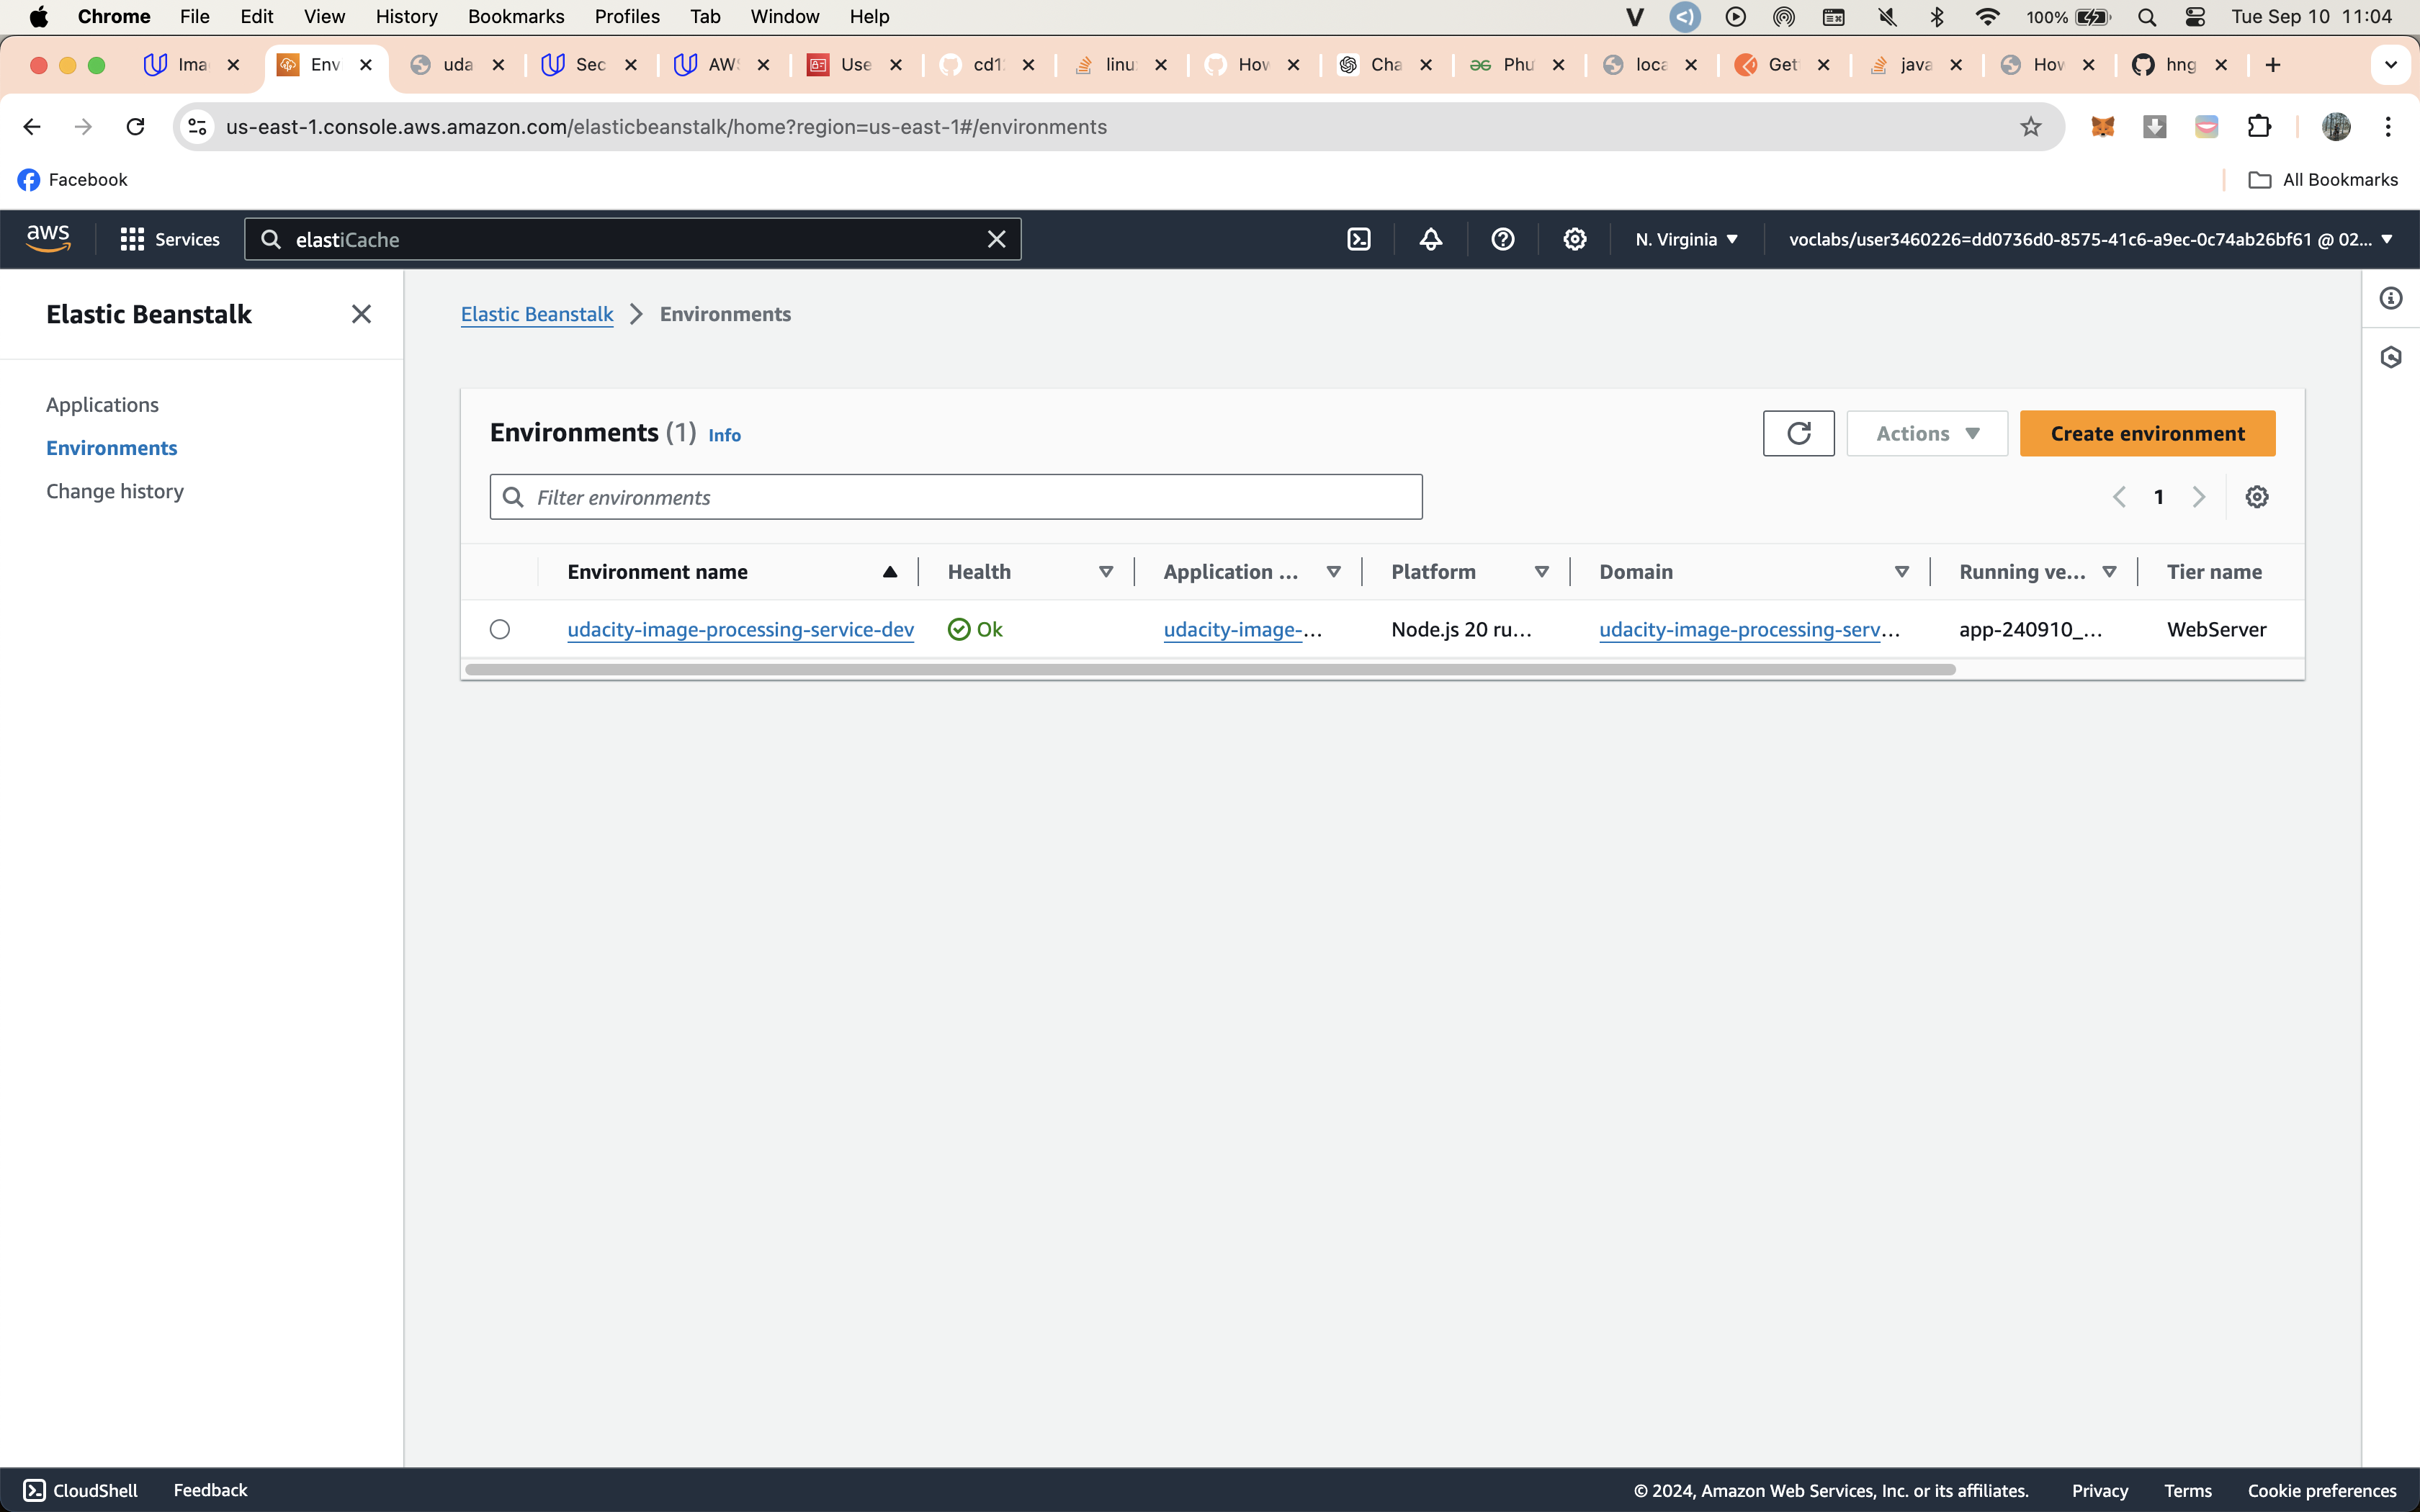 Chrome File Edit View History Bookmarks Profiles Tab Window Help 100% Tue Sep 10 11:04
Ima Env uda Sec AWS Use cd1 linu How Cha Phu loca Get java How hng
us-east-1.console.aws.amazon.com/elasticbeanstalk/home?region=us-east-1#/environments
Facebook All Bookmarks
aws Services elastiCache N. Virginia voclabs/user3460226=dd0736d0-8575-41c6-a9ec-0c74ab26bf61 @ 02...
Elastic Beanstalk
Applications
Environments
Change history
Elastic Beanstalk Environments
Environments (1) Info Actions Create environment
Filter environments 1
Environment name Health Application ... Platform Domain Running ve... Tier name
udacity-image-processing-service-dev Ok udacity-image-... Node.js 20 ru... udacity-image-processing-serv... app-240910_... WebServer
CloudShell Feedback © 2024, Amazon Web Services, Inc. or its affiliates. Privacy Terms Cookie preferences